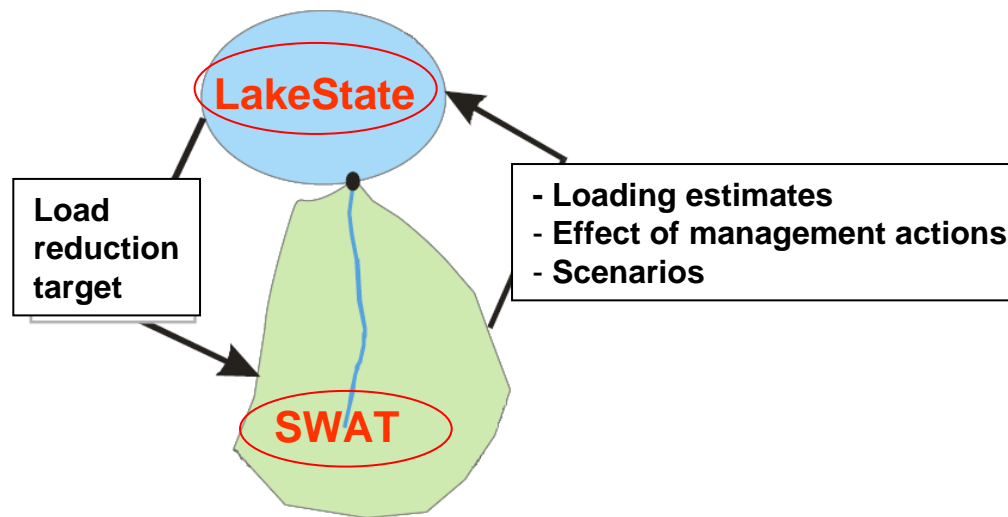 LakeState
Load
reduction
target
- Loading estimates
- Effect of management actions
- Scenarios
SWAT